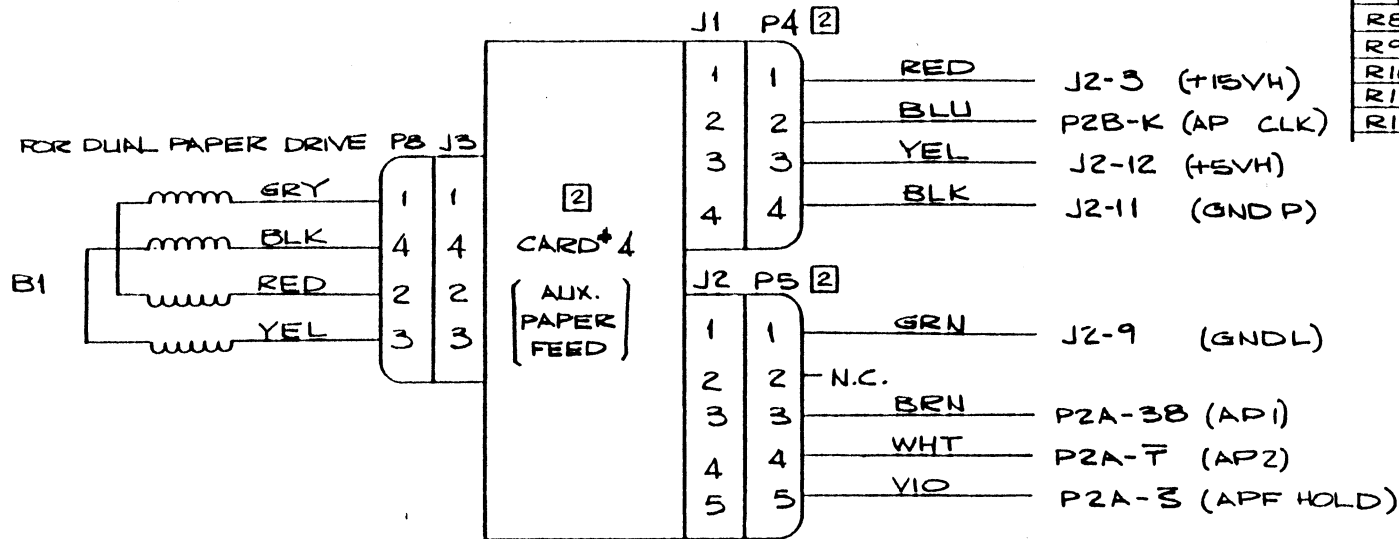 J1 P4 2
1 1 RED J2-3 (+15VH)
2 2 BLU P2B-K (AP CLK)
3 3 YEL J2-12 (+5VH)
4 4 BLK J2-11 (GND P)
FOR DUAL PAPER DRIVE P8 J3
GRY 1 1
BLK 4 4
B1
RED 2 2
YEL 3 3
2
CARD #4
AUX.
PAPER
FEED
J2 P5 2
1 1 GRN J2-9 (GNDL)
2 2 N.C.
3 3 BRN P2A-38 (AP1)
4 4 WHT P2A-T̅ (AP2)
5 5 VIO P2A-S̅ (APF HOLD)